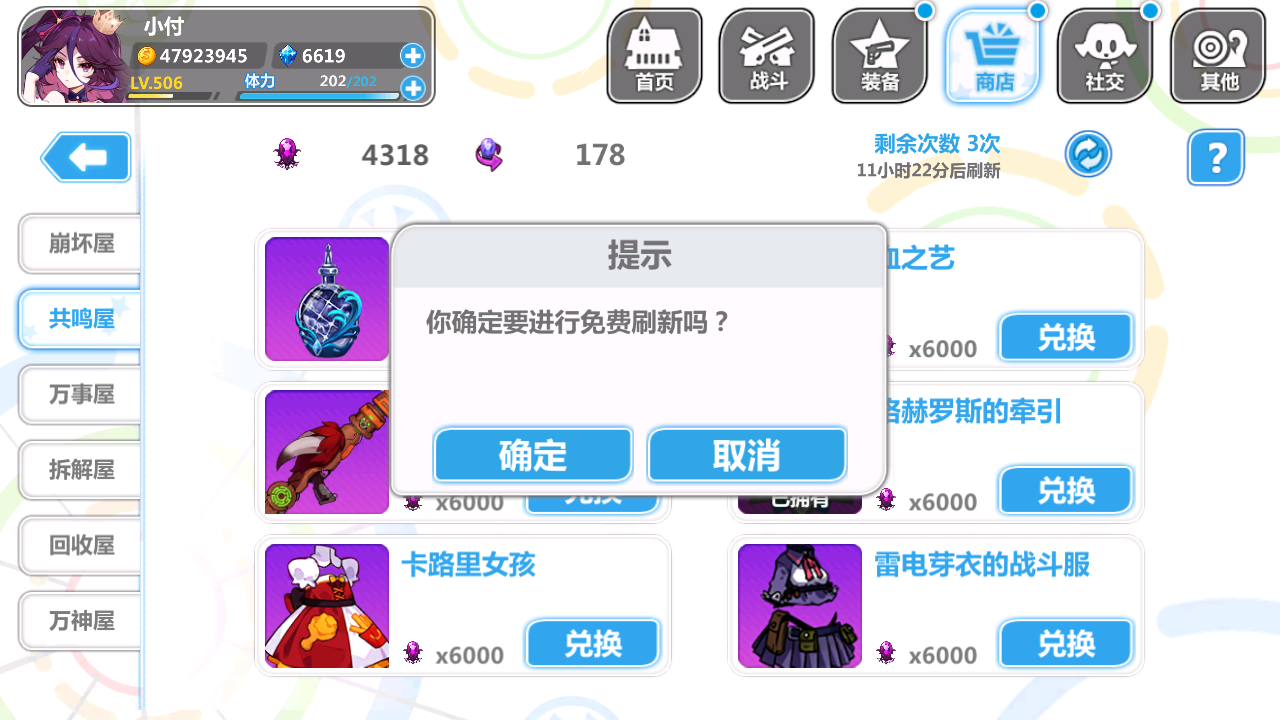 小付
47923945
6619
LV.506
体力
202/202
首页
战斗
装备
商店
社交
其他
4318
178
剩余次数 3次
11小时22分后刷新
?
崩坏屋
共鸣屋
万事屋
拆解屋
回收屋
万神屋
提示
你确定要进行免费刷新吗？
确定
取消
血之艺
x6000
兑换
赫罗斯的牵引
x6000
兑换
x6000
兑换
已拥有
卡路里女孩
x6000
兑换
雷电芽衣的战斗服
x6000
兑换